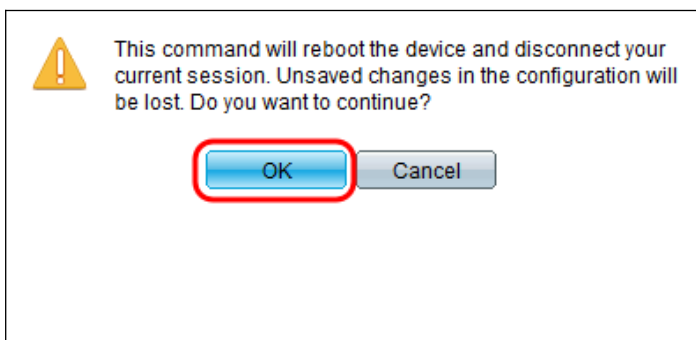 This command will reboot the device and disconnect your
current session. Unsaved changes in the configuration will
be lost. Do you want to continue?
OK
Cancel